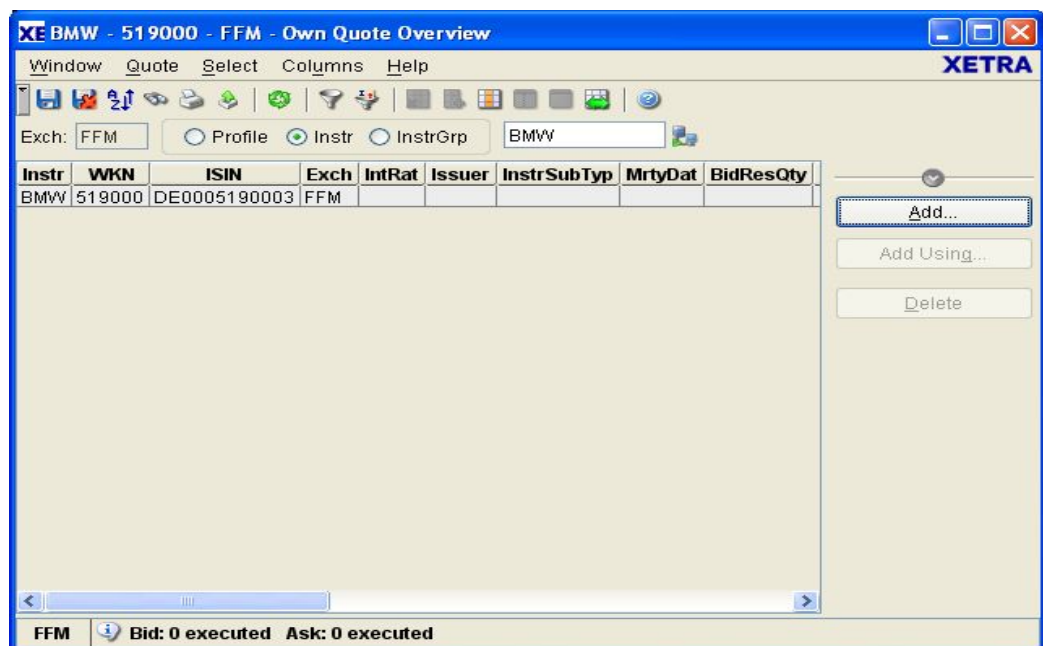 XE BMW - 519000 - FFM - Own Quote Overview
Window Quote Select Columns Help XETRA
Exch: FFM Profile Instr InstrGrp BMW
Instr WKN ISIN Exch IntRat Issuer InstrSubTyp MrtyDat BidResQty
BMW 519000 DE0005190003 FFM
Add...
Add Using...
Delete
FFM Bid: 0 executed Ask: 0 executed